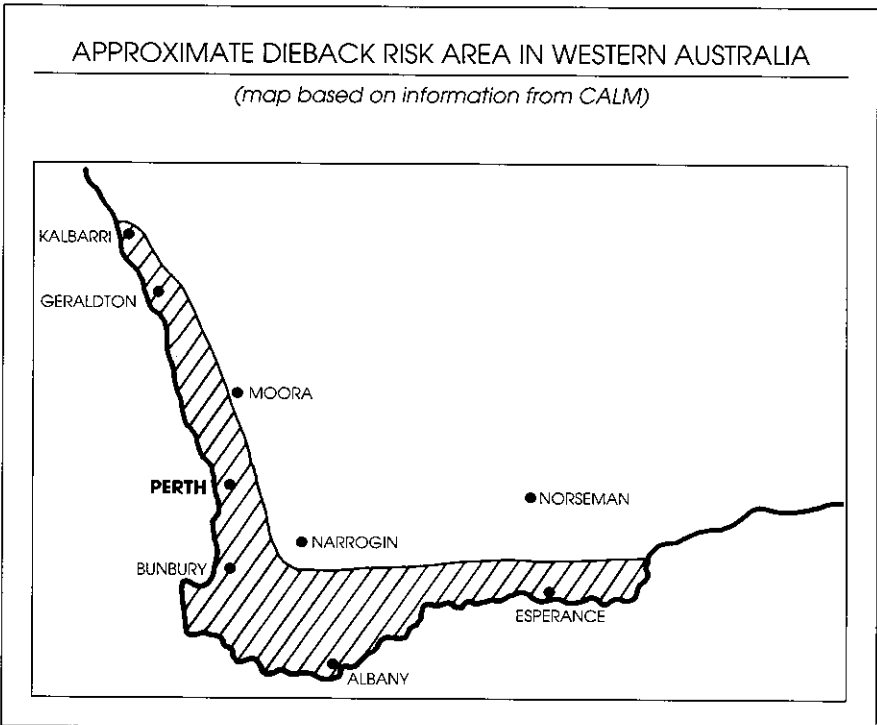 APPROXIMATE DIEBACK RISK AREA IN WESTERN AUSTRALIA
(map based on information from CALM)
KALBARRI
GERALDTON
MOORA
PERTH
NORSEMAN
NARROGIN
BUNBURY
ESPERANCE
ALBANY